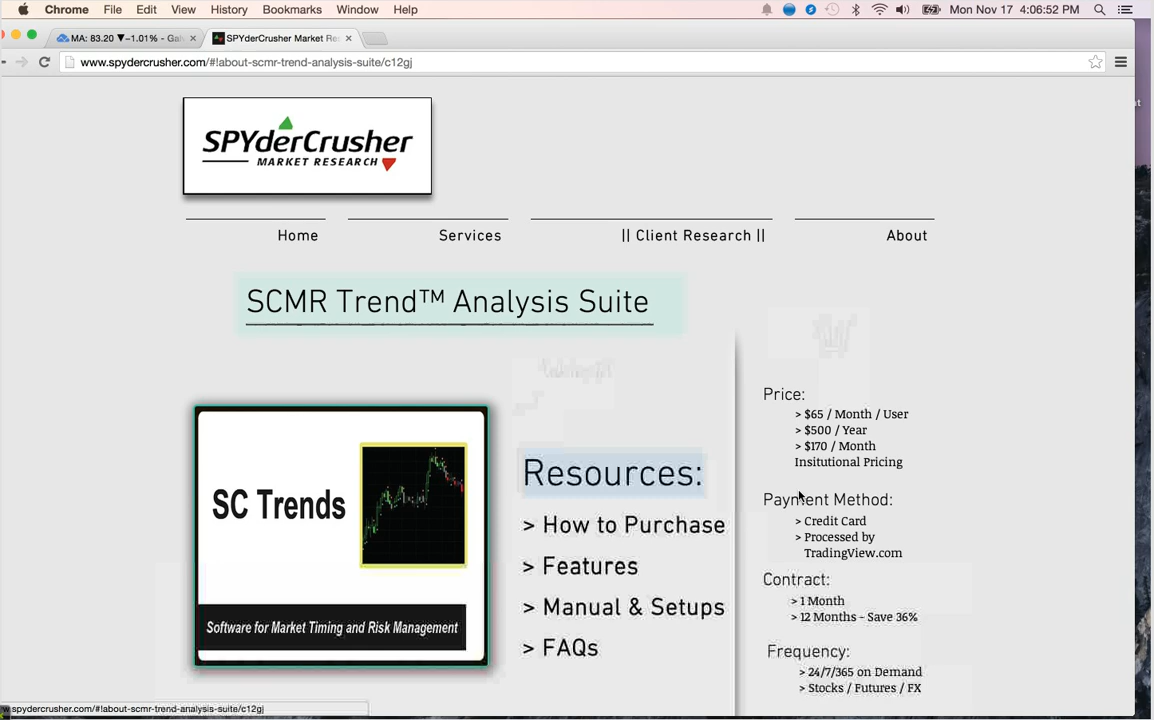 Chrome File Edit View History Bookmarks Window Help Mon Nov 17 4:06:52 PM
MA: 83.20 ▼−1.01% - Gal
SPYderCrusher Market Re
www.spydercrusher.com/#!about-scmr-trend-analysis-suite/c12gj
SPYderCrusher
MARKET RESEARCH
Home
Services
|| Client Research ||
About
SCMR Trend™ Analysis Suite
SC Trends
Software for Market Timing and Risk Management
Resources:
> How to Purchase
> Features
> Manual & Setups
> FAQs
Price:
> $65 / Month / User
> $500 / Year
> $170 / Month
Insitutional Pricing
Payment Method:
> Credit Card
> Processed by
TradingView.com
Contract:
> 1 Month
> 12 Months - Save 36%
Frequency:
> 24/7/365 on Demand
> Stocks / Futures / FX
w.spydercrusher.com/#!about-scmr-trend-analysis-suite/c12gj